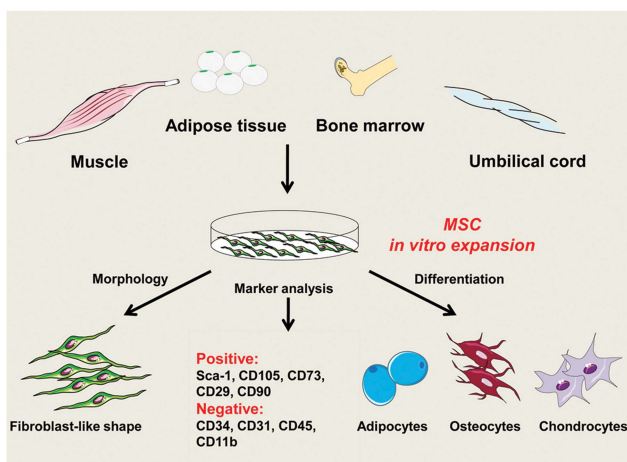 Adipose tissue
Bone marrow
Muscle
Umbilical cord
MSC
in vitro expansion
Morphology
Marker analysis
Differentiation
Positive:
Sca-1, CD105, CD73,
CD29, CD90
Negative:
CD34, CD31, CD45,
CD11b
Fibroblast-like shape
Adipocytes
Osteocytes
Chondrocytes